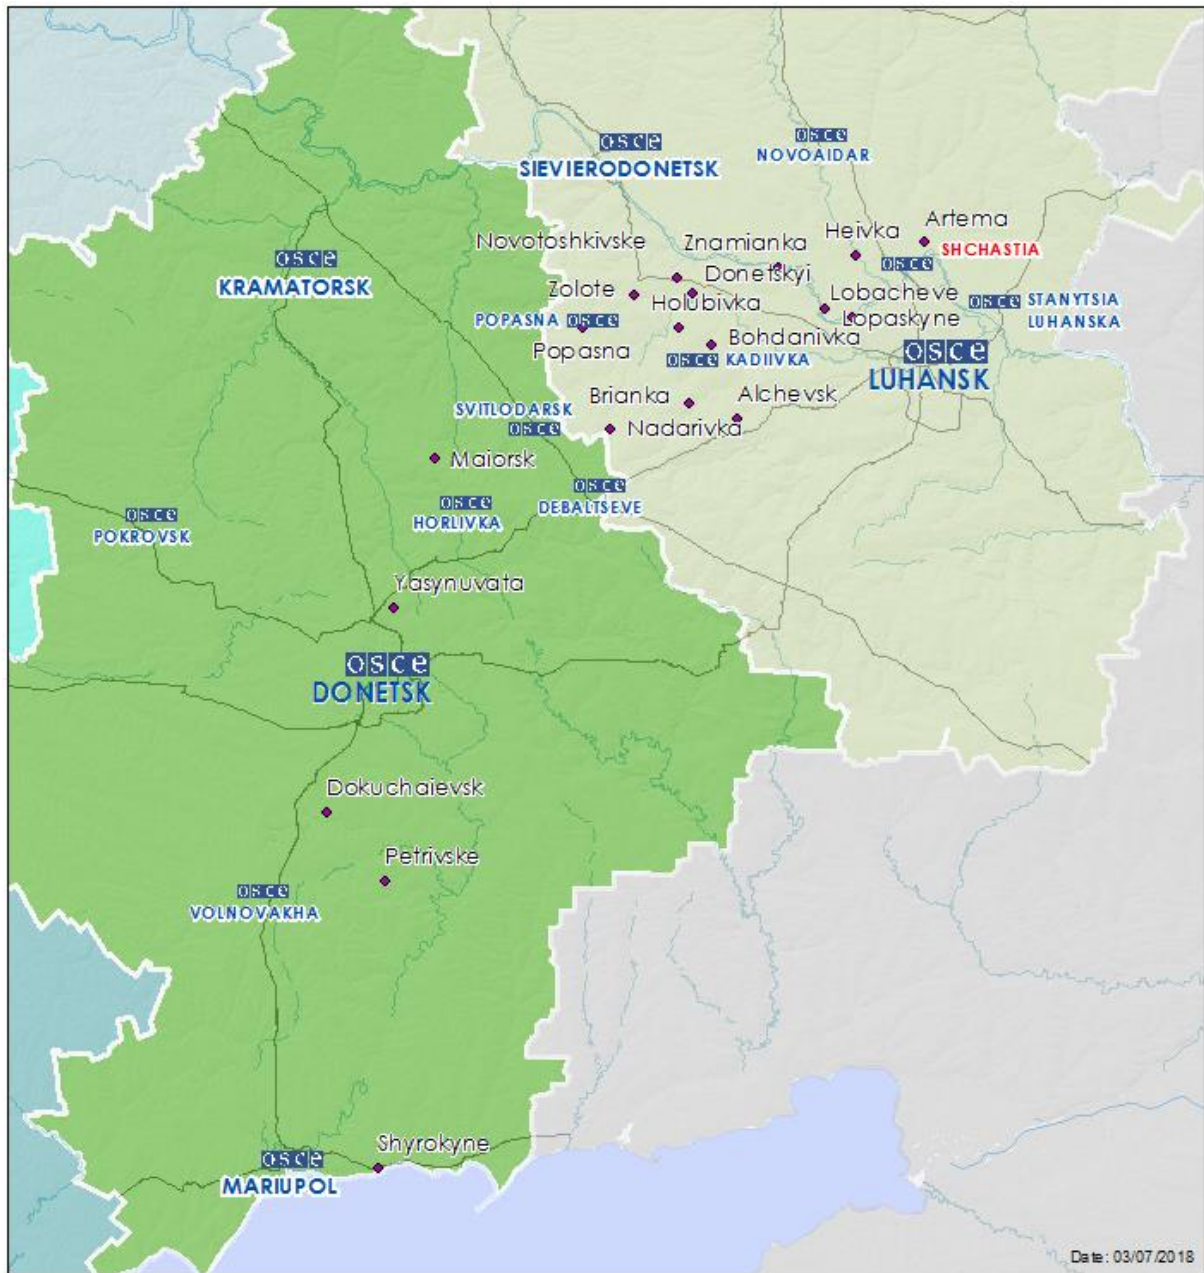 osce
SIEVIERODONETSK
osce
NOVOAIDAR
Artema
Heivka
SHCHASTIA
osce
Novotoshkivske
Znamianka
osce
KRAMATORSK
Donetskyi
Zolote
Holubivka
Lobacheve
osce
STANYTSIA
LUHANSKA
POPASNA osce
Lopaskyne
Popasna
Bohdanivka
osce KADIIVKA
osce
LUHANSK
Brianka
Alchevsk
SVITLODARSK
osce
Nadarivka
Maiorsk
osce
DEBALTSEVE
osce
HORLIVKA
osce
POKROVSK
Yasynuvata
osce
DONETSK
Dokuchaievsk
Petrivske
osce
VOLNOVAKHA
Shyrokyne
osce
MARIUPOL
Date: 03/07/2018